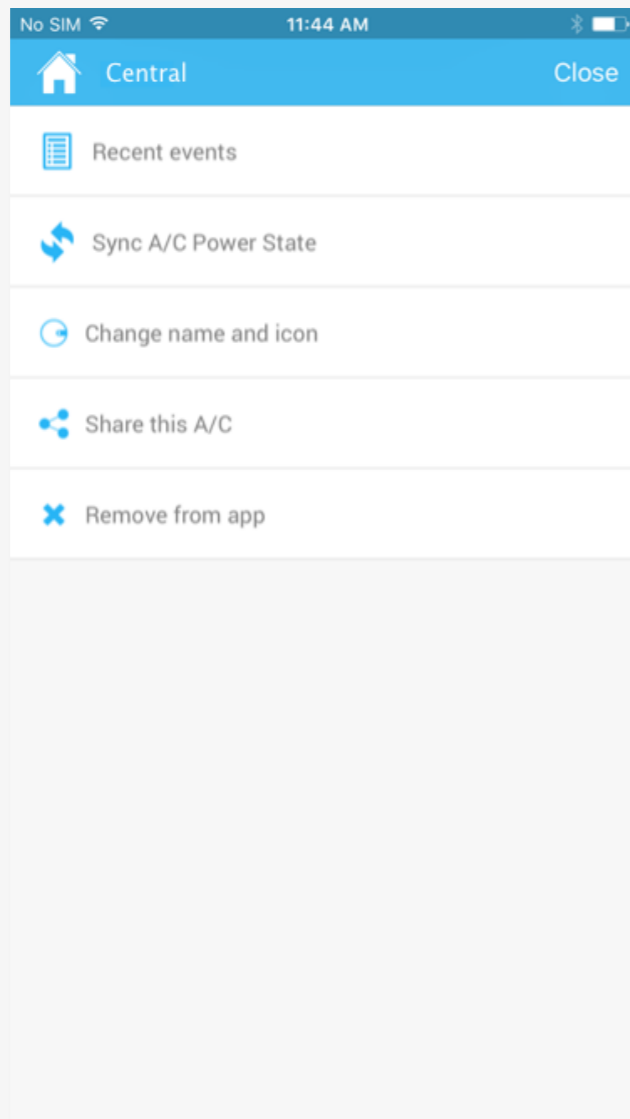 No SIM 11:44 AM
Central Close
Recent events
Sync A/C Power State
Change name and icon
Share this A/C
Remove from app